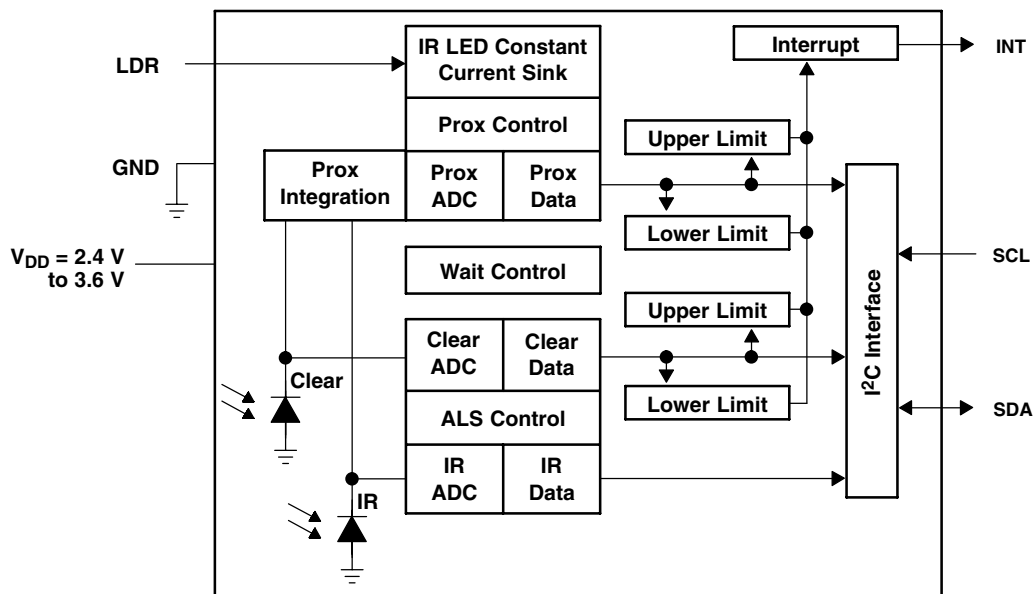 LDR
GND
VDD = 2.4 V
to 3.6 V
IR LED Constant
Current Sink
Prox Control
Prox
Integration
Prox
ADC
Prox
Data
Wait Control
Clear
ADC
Clear
Data
ALS Control
IR
ADC
IR
Data
Clear
IR
Interrupt
Upper Limit
Lower Limit
Upper Limit
Lower Limit
I²C Interface
INT
SCL
SDA